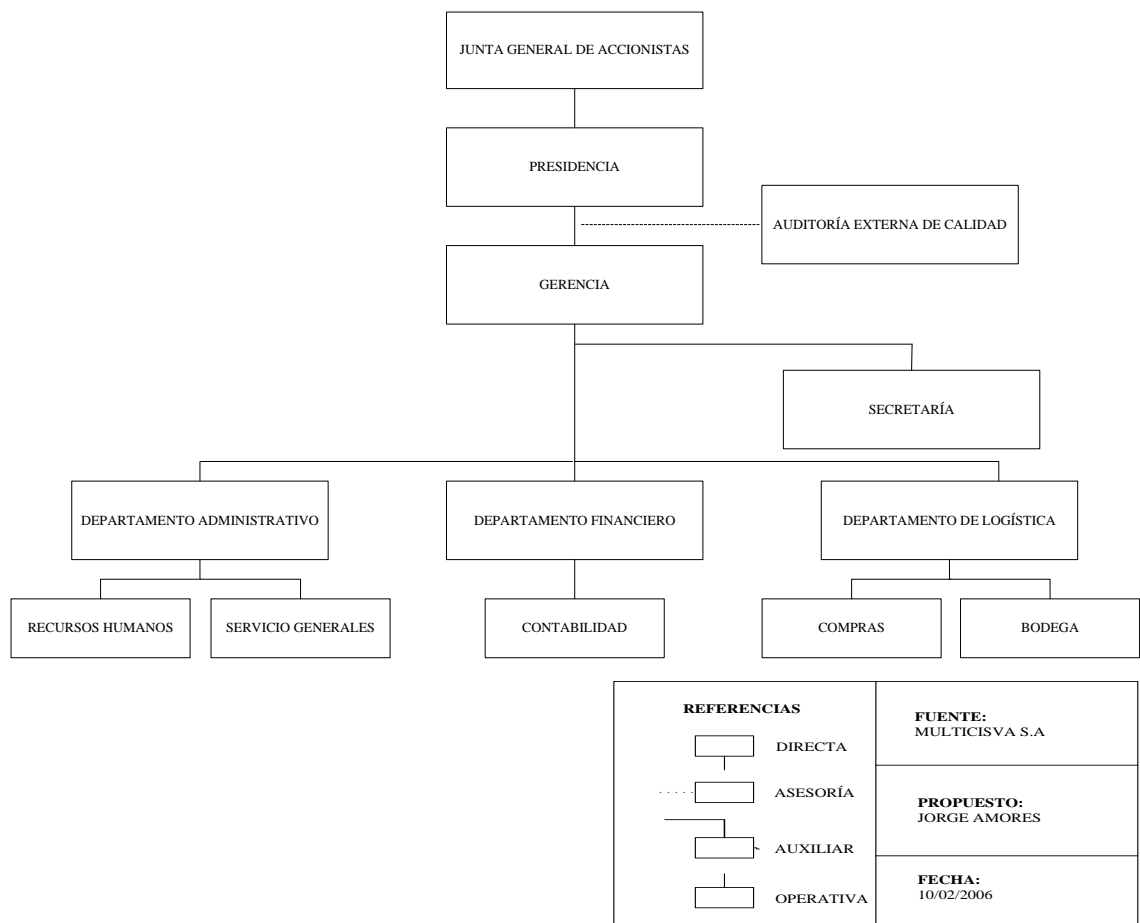 JUNTA GENERAL DE ACCIONISTAS
PRESIDENCIA
AUDITORÍA EXTERNA DE CALIDAD
GERENCIA
SECRETARÍA
DEPARTAMENTO ADMINISTRATIVO
DEPARTAMENTO FINANCIERO
DEPARTAMENTO DE LOGÍSTICA
RECURSOS HUMANOS
SERVICIO GENERALES
CONTABILIDAD
COMPRAS
BODEGA
REFERENCIAS
DIRECTA
ASESORÍA
AUXILIAR
OPERATIVA
FUENTE:
MULTICISVA S.A
PROPUESTO:
JORGE AMORES
FECHA:
10/02/2006